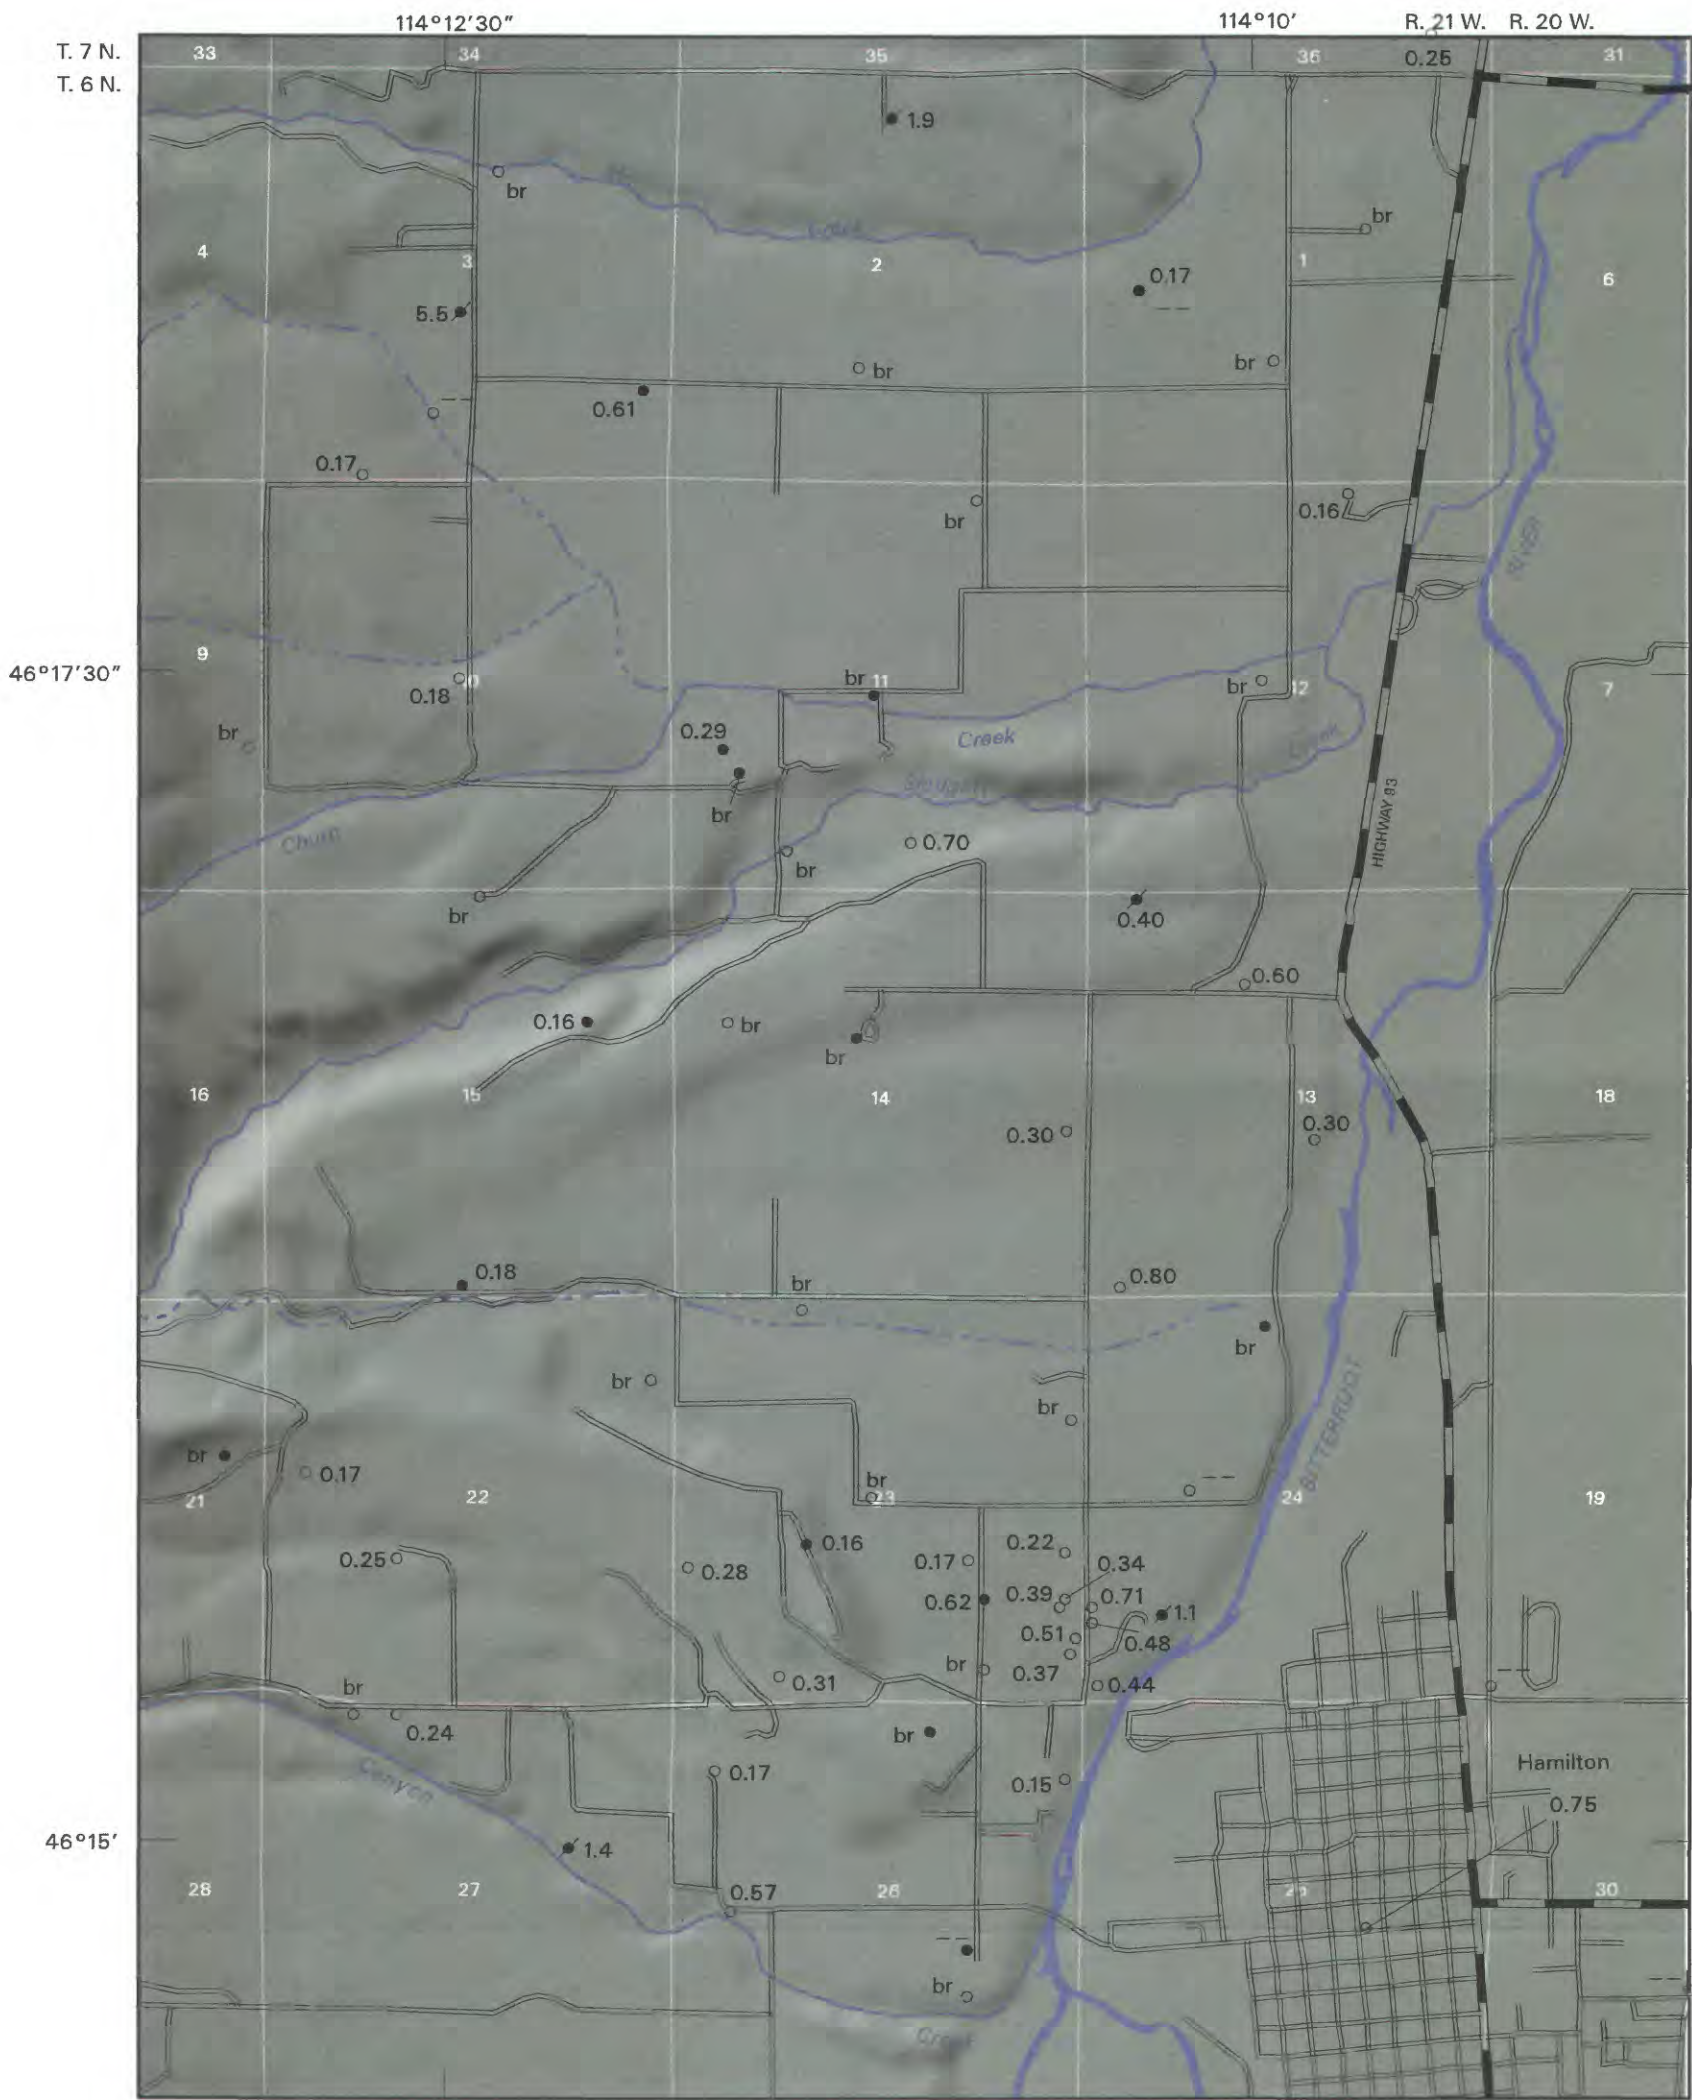 114°12'30" 114°10' R. 21 W. R. 20 W.
T. 7 N.
T. 6 N.
33 34 35 36 0.25 31
1.9
br
br
Creek
4 3 2 1 6
0.17
5.5
--
br br
0.61
--
0.17
br 0.16
RIVER
46°17'30"
9 br 11 br 12 7
0.18
br 0.29
Creek Creek
br
Sleugh
Churn
HIGHWAY 93
br 0.70
br
0.40
0.60
0.16 br
br
16 15 14 13 18
0.30 0.30
0.18 br 0.80
br
br
br
BITTERROOT
br
0.17 br --
21 22 23 24 19
0.16 0.22
0.25 0.28 0.17 0.34
0.62 0.39 0.71
1.1
0.51 0.48
br 0.37
br 0.31 0.44 --
0.24 br
Canyon
0.17 0.15
Hamilton
0.75
46°15'
1.4
28 27 0.57 26 30
--
br
--
Creek